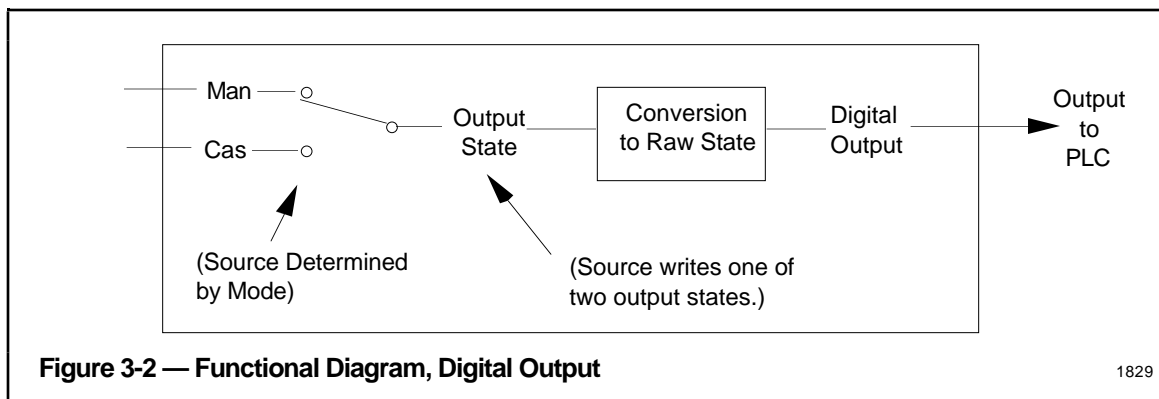 Man
Cas
Output
State
Conversion
to Raw State
Digital
Output
Output
to
PLC
(Source Determined
by Mode)
(Source writes one of
two output states.)
Figure 3-2 — Functional Diagram, Digital Output
1829